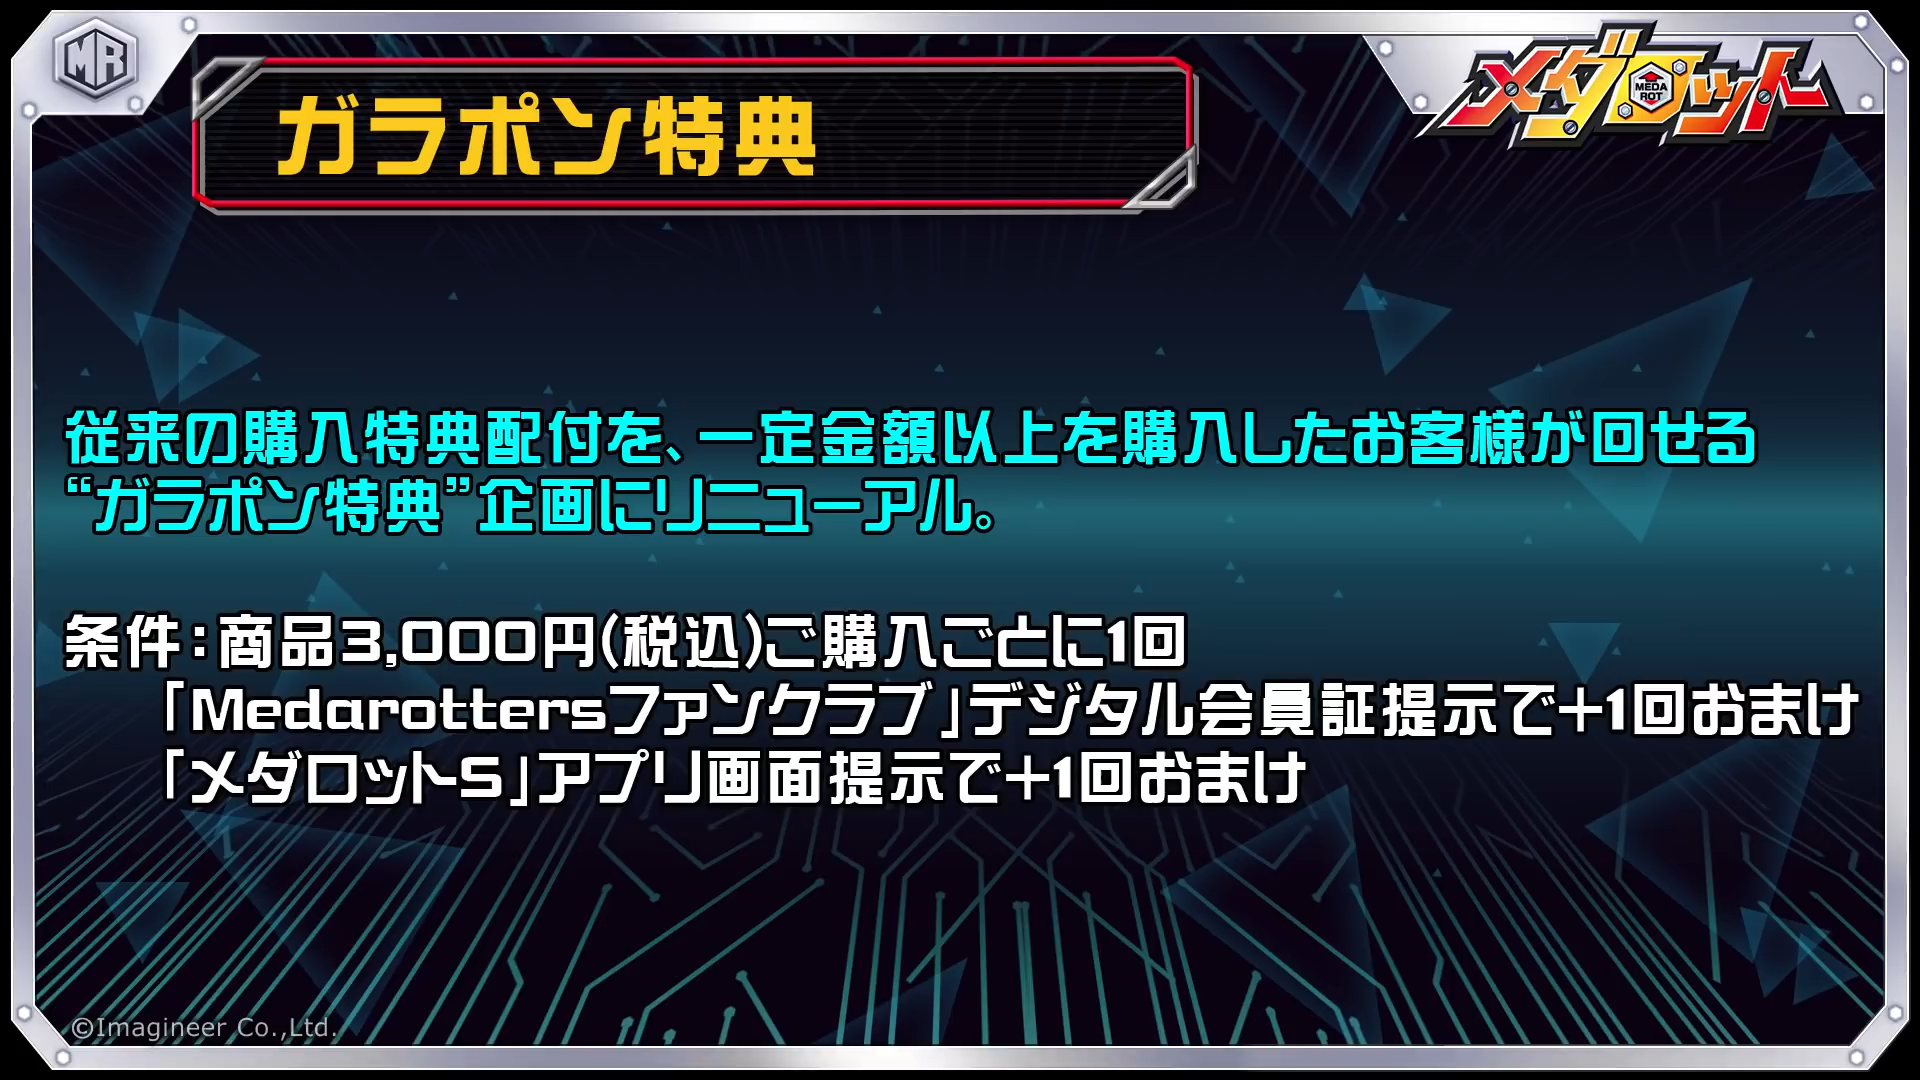 MR
メダロット
MEDA
ROT
ガラポン特典
従来の購入特典配付を、一定金額以上を購入したお客様が回せる
“ガラポン特典”企画にリニューアル。
条件：商品3,000円(税込)ご購入ごとに1回
「Medarottersファンクラブ」デジタル会員証提示で＋1回おまけ
「メダロットS」アプリ画面提示で＋1回おまけ
©Imagineer Co.,Ltd.